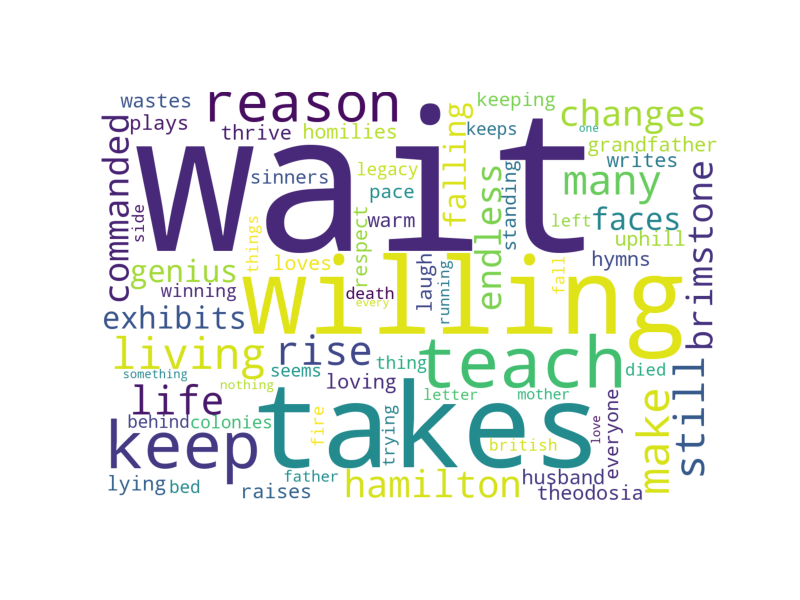 wastes
reason
keeping
changes
plays
thrive
homilies
keeps
one
grandfather
commanded
wait
falling
writes
sinners
legacy
many
pace
endless
standing
brimstone
side
respect
warm
left
faces
things
uphill
genius
loves
laugh
running
fall
hymns
winning
death
every
willing
exhibits
living
rise
thing
teach
still
something
seems
nothing
loving
died
life
takes
letter
mother
make
everyone
behind
colonies
fire
trying
love
keep
british
lying
bed
raises
father
hamilton
husband
theodosia